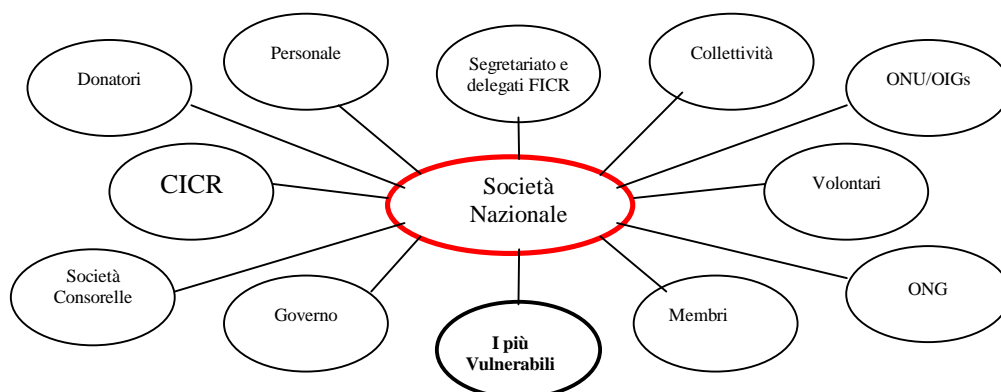 Personale
Collettività
Donatori
Segretariato e
delegati FICR
ONU/OIGs
CICR
Società
Nazionale
Volontari
Società
Consorelle
Governo
Membri
ONG
I più
Vulnerabili